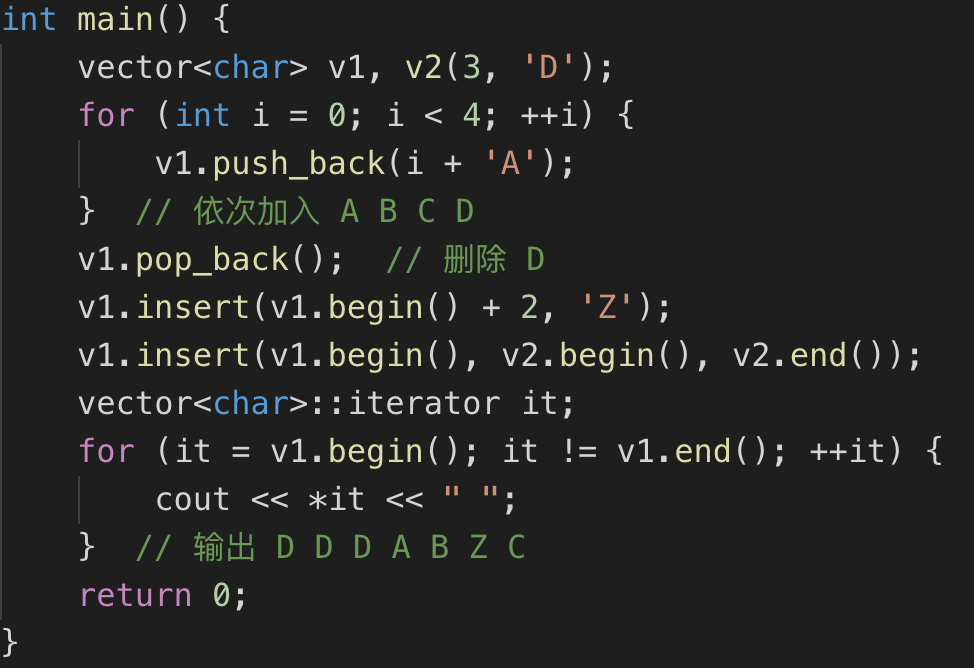 int main() {
    vector<char> v1, v2(3, 'D');
    for (int i = 0; i < 4; ++i) {
        v1.push_back(i + 'A');
    }  // 依次加入 A B C D
    v1.pop_back();  // 删除 D
    v1.insert(v1.begin() + 2, 'Z');
    v1.insert(v1.begin(), v2.begin(), v2.end());
    vector<char>::iterator it;
    for (it = v1.begin(); it != v1.end(); ++it) {
        cout << *it << " ";
    }  // 输出 D D D A B Z C
    return 0;
}